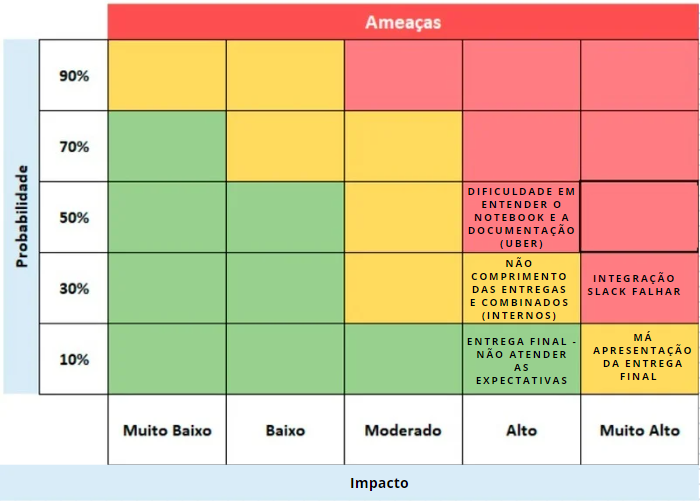 Ameaças
Probabilidade
90%
70%
50%
DIFICULDADE EM
ENTENDER O
NOTEBOOK E A
DOCUMENTAÇÃO
(UBER)
30%
NÃO
COMPRIMENTO
DAS ENTREGAS
E COMBINADOS
(INTERNOS)
INTEGRAÇÃO
SLACK FALHAR
10%
ENTREGA FINAL -
NÃO ATENDER
AS
EXPECTATIVAS
MÁ
APRESENTAÇÃO
DA ENTREGA
FINAL
Muito Baixo
Baixo
Moderado
Alto
Muito Alto
Impacto